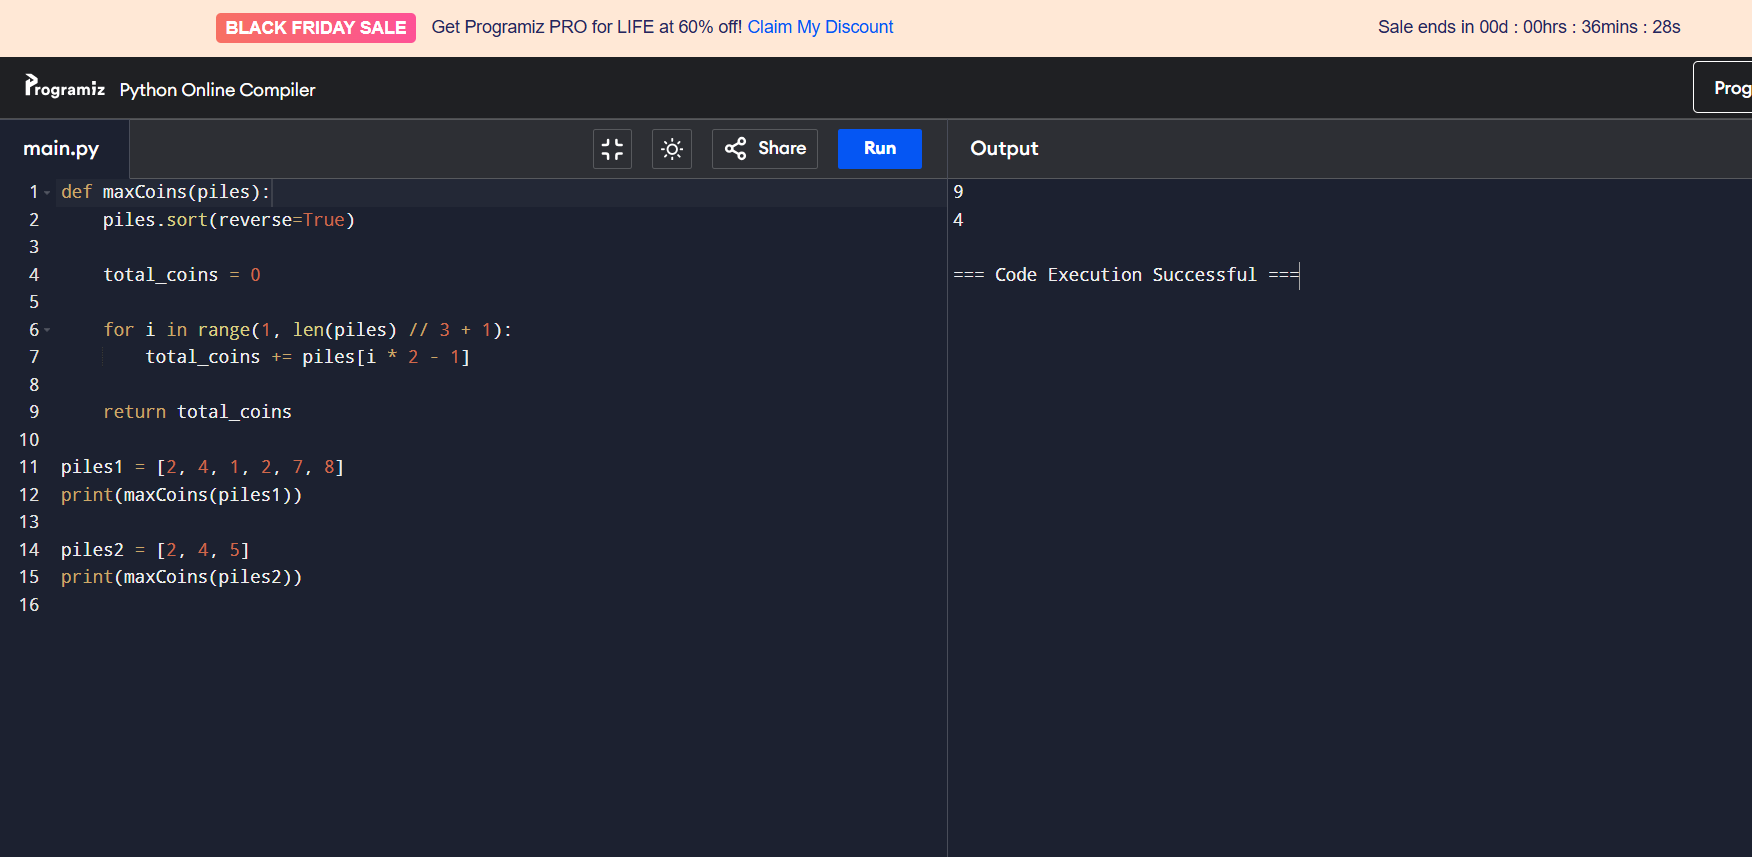 BLACK FRIDAY SALE Get Programiz PRO for LIFE at 60% off! Claim My Discount Sale ends in 00d : 00hrs : 36mins : 28s
Programiz Python Online Compiler Prog
main.py Share Run Output
1 def maxCoins(piles):
2     piles.sort(reverse=True)
3
4     total_coins = 0
5
6     for i in range(1, len(piles) // 3 + 1):
7         total_coins += piles[i * 2 - 1]
8
9     return total_coins
10
11 piles1 = [2, 4, 1, 2, 7, 8]
12 print(maxCoins(piles1))
13
14 piles2 = [2, 4, 5]
15 print(maxCoins(piles2))
16
9
4
=== Code Execution Successful ===